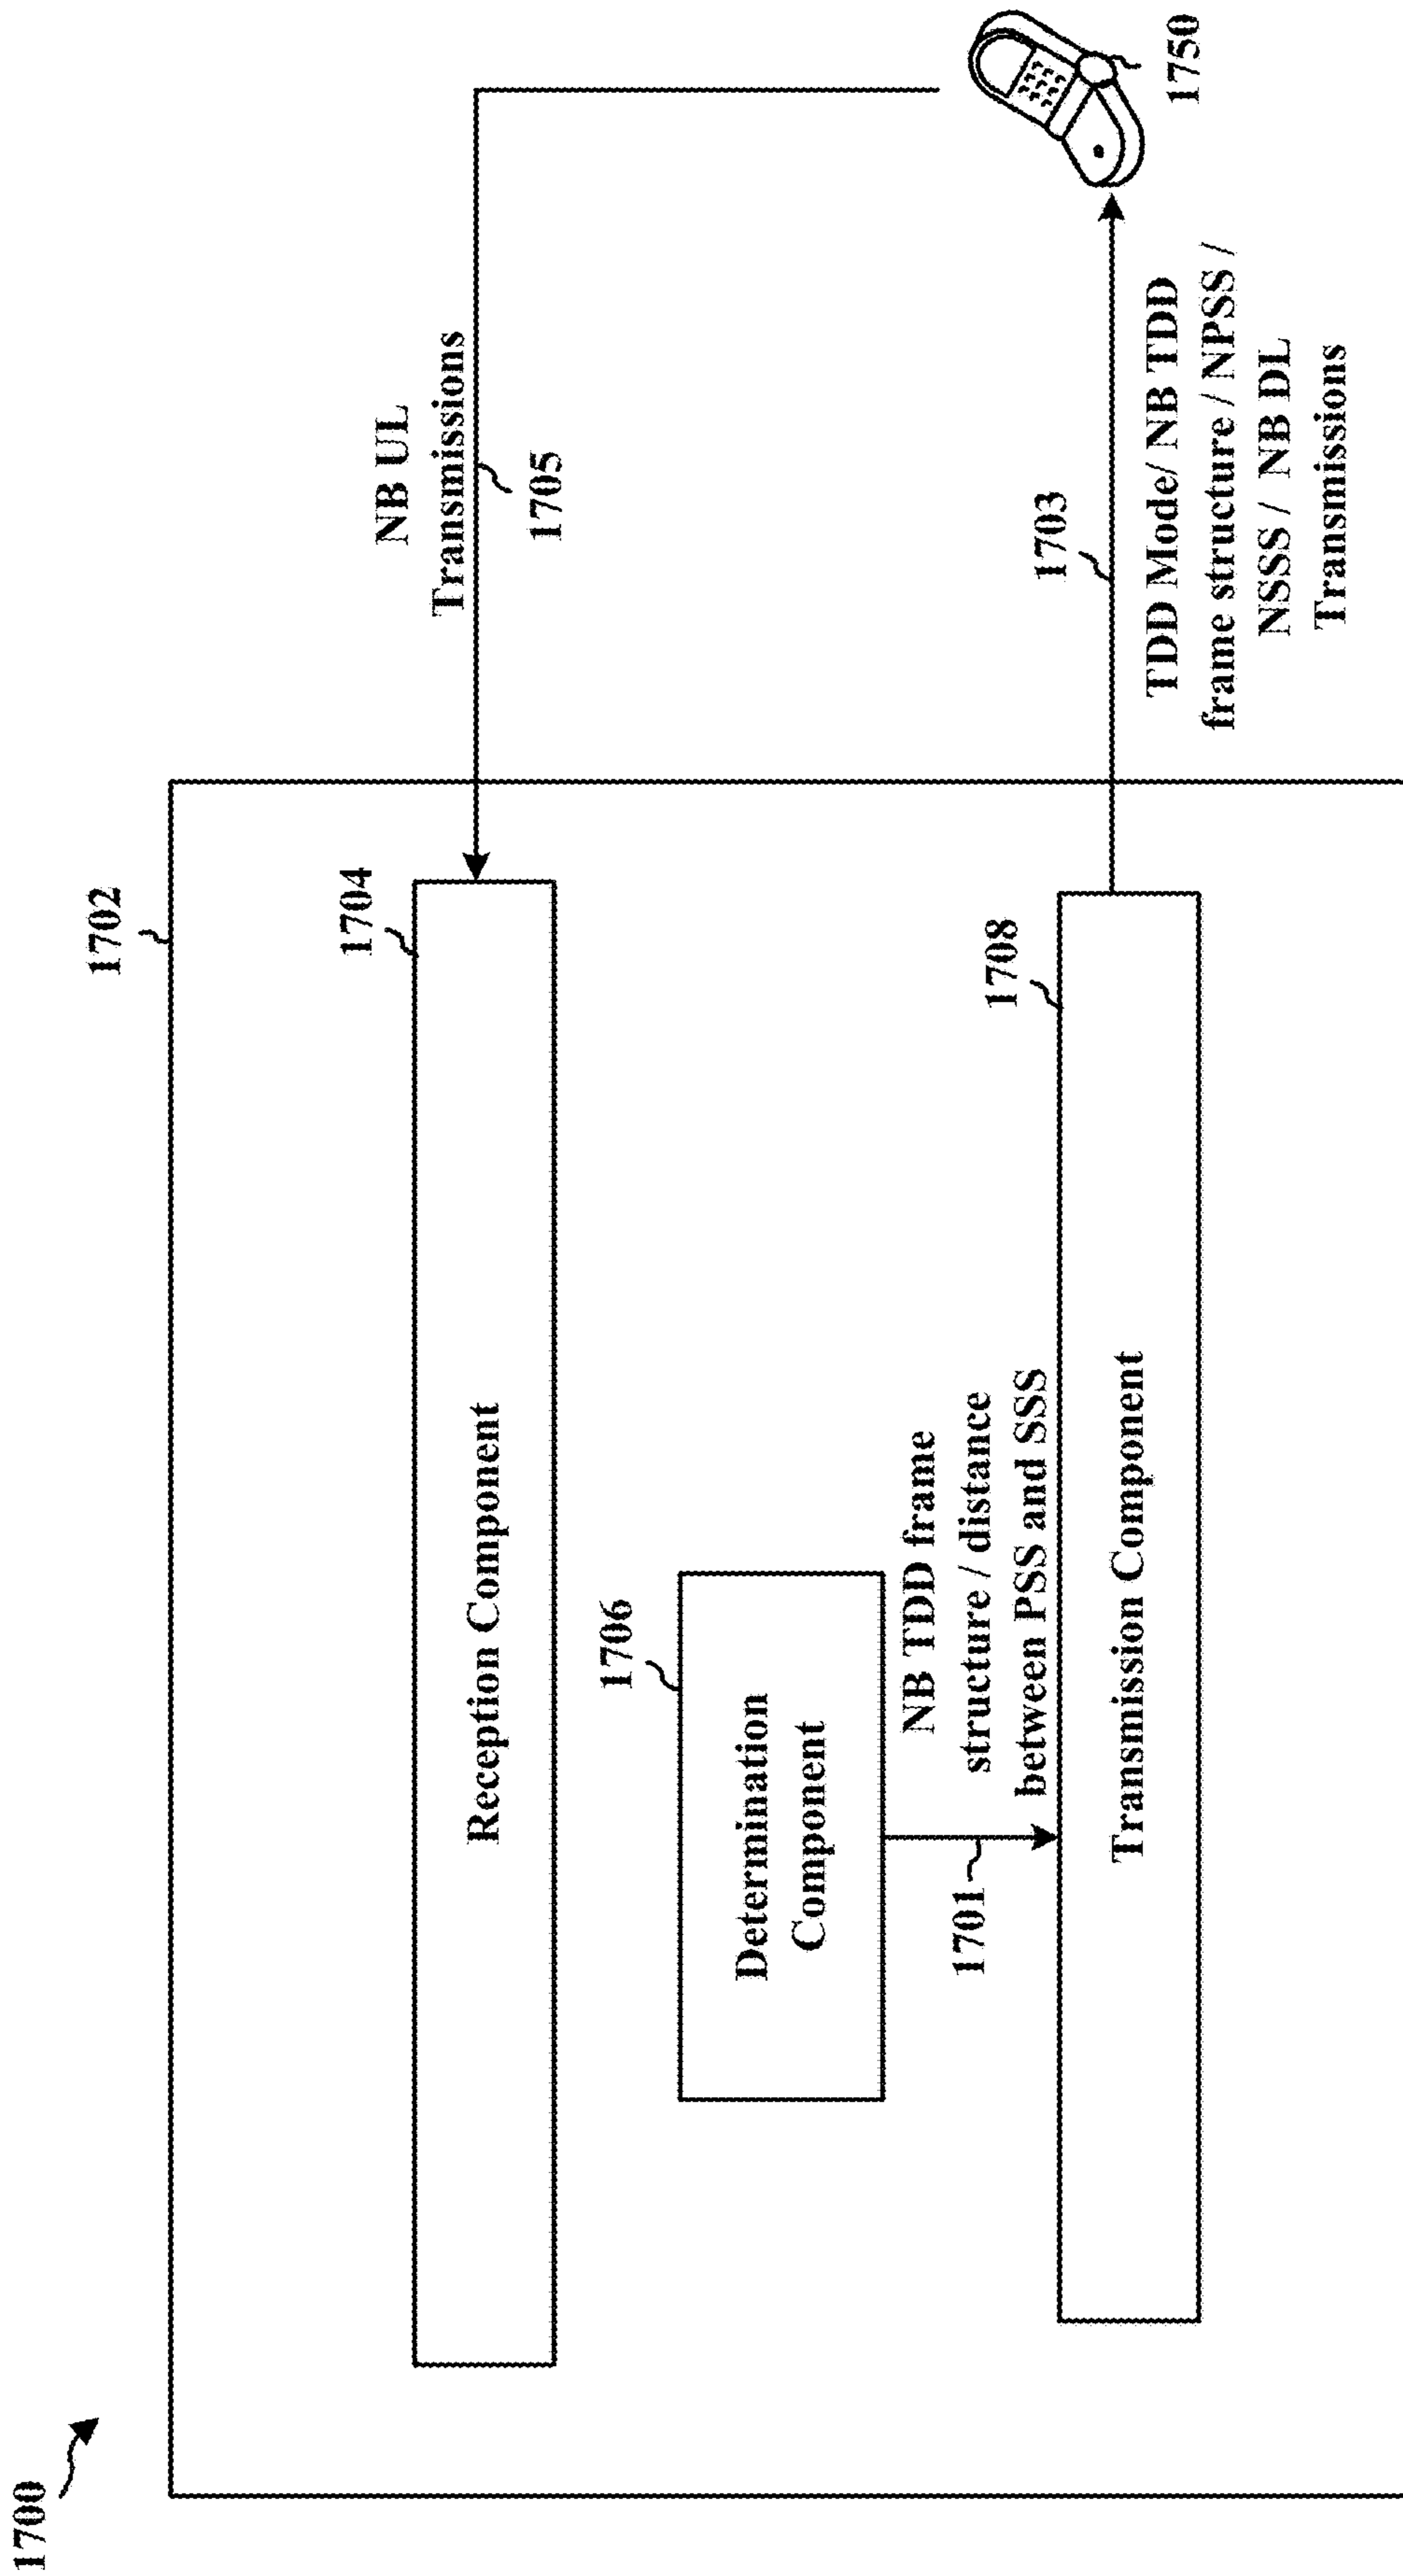 1700
1702
1704
Reception Component
NB UL
Transmissions
1705
1706
Determination
Component
1701
NB TDD frame
structure / distance
between PSS and SSS
1708
Transmission Component
1703
TDD Mode/ NB TDD
frame structure / NPSS /
NSSS / NB DL
Transmissions
1750